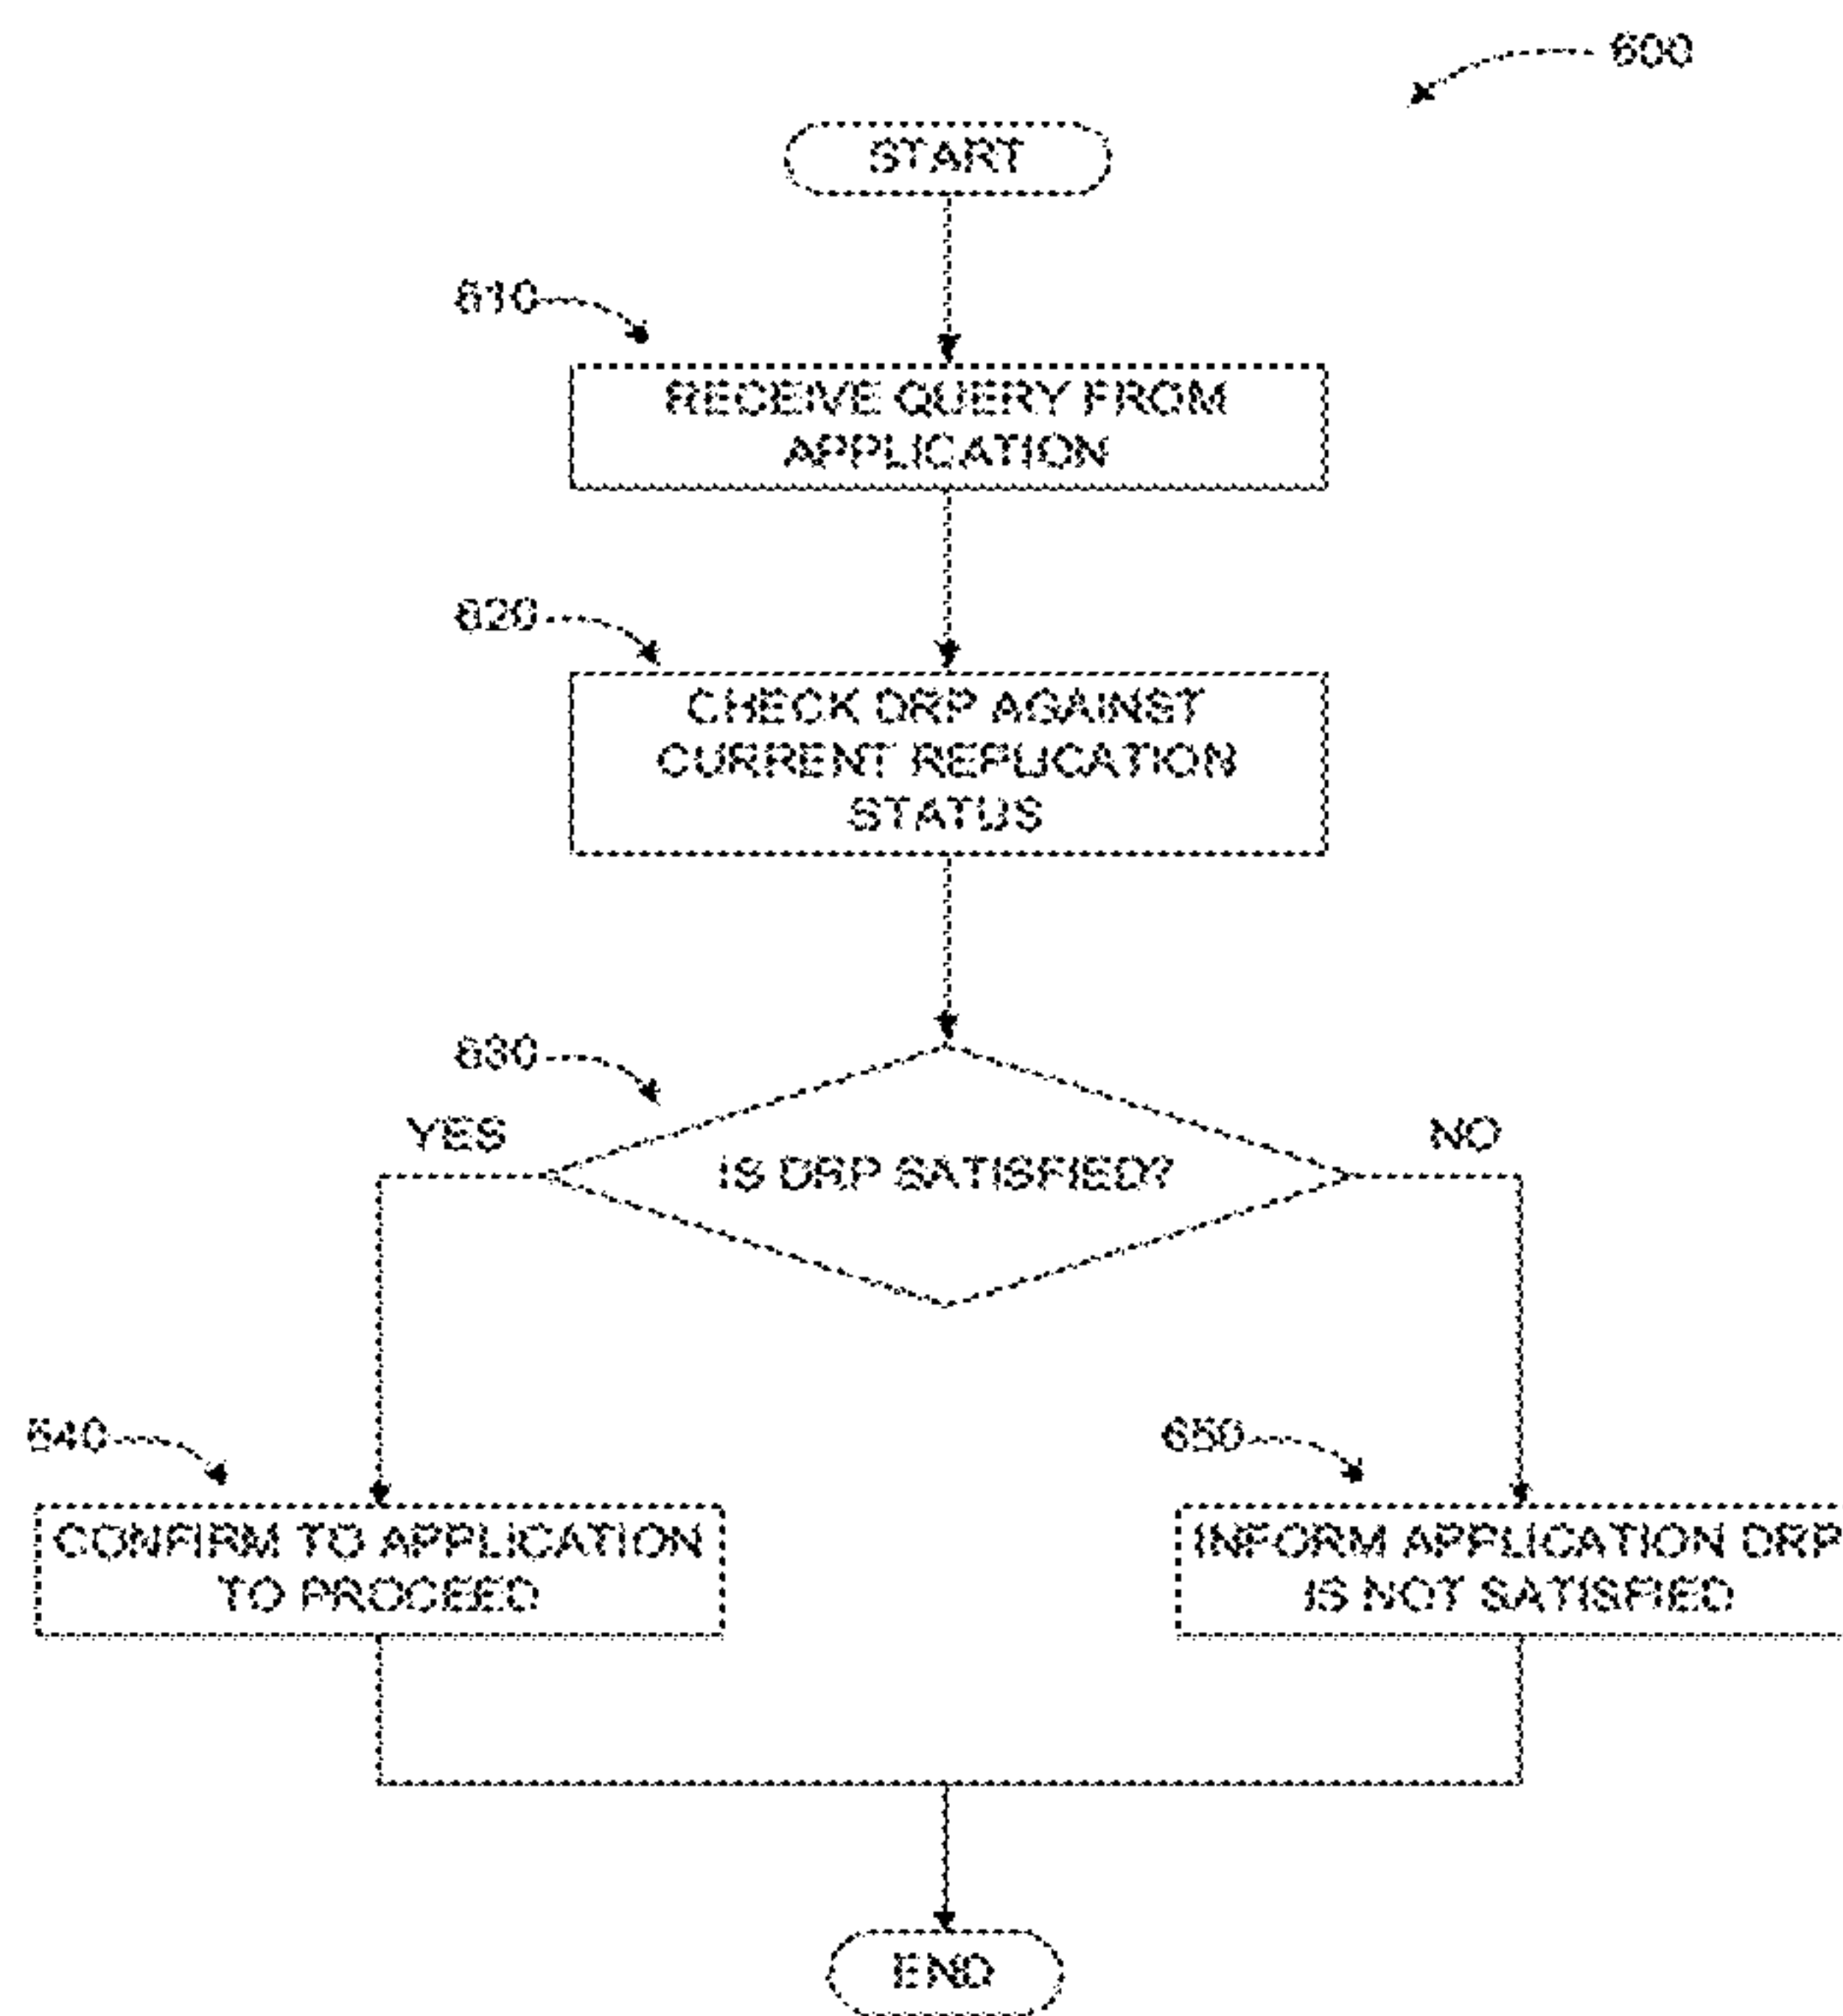 600
START
610
RECEIVE QUERY FROM
APPLICATION
620
CHECK DRP AGAINST
CURRENT REPLICATION
STATUS
630
YES
NO
IS DRP SATISFIED?
640
650
CONFIRM TO APPLICATION
TO PROCEED
INFORM APPLICATION DRP
IS NOT SATISFIED
END